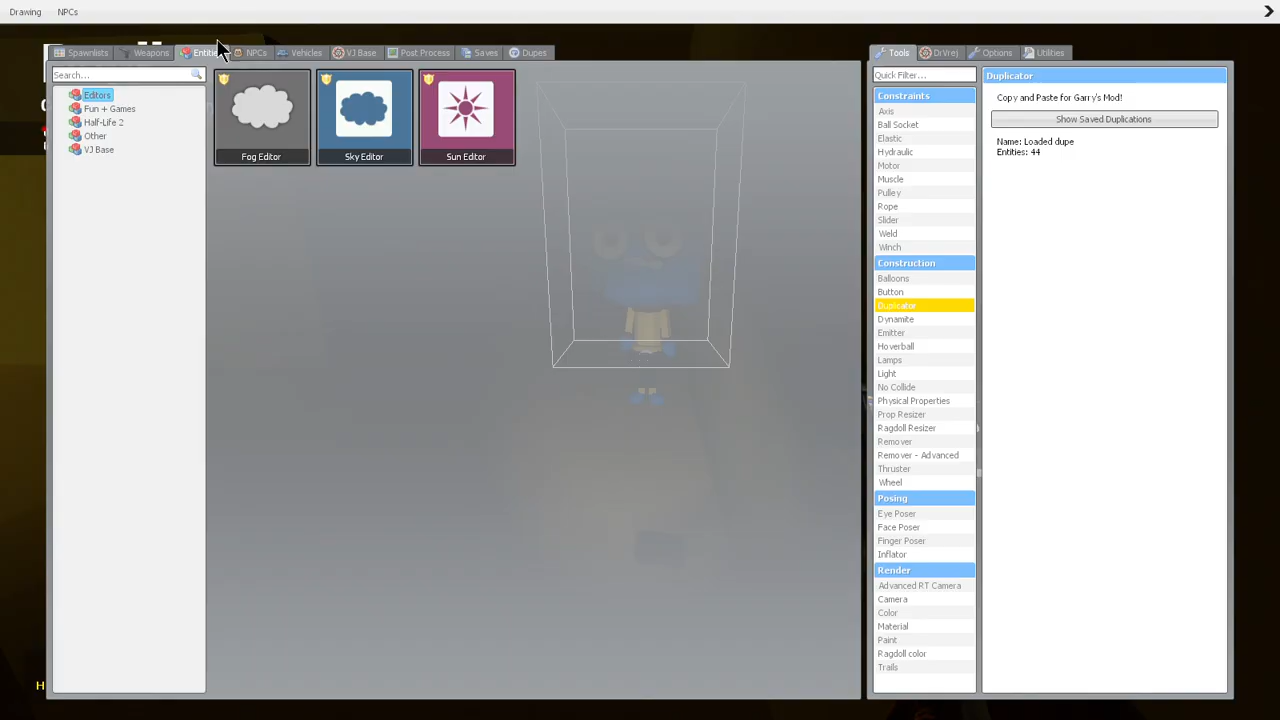 Drawing NPCs
Spawnlists Weapons Entitie NPCs Vehicles VJ Base Post Process Saves Dupes
Tools DrVrej Options Utilities
Search...
Editors
Fun + Games
Half-Life 2
Other
VJ Base
Fog Editor Sky Editor Sun Editor
Quick Filter...
Constraints
Axis
Ball Socket
Elastic
Hydraulic
Motor
Muscle
Pulley
Rope
Slider
Weld
Winch
Construction
Balloons
Button
Duplicator
Dynamite
Emitter
Hoverball
Lamps
Light
No Collide
Physical Properties
Prop Resizer
Ragdoll Resizer
Remover
Remover - Advanced
Thruster
Wheel
Posing
Eye Poser
Face Poser
Finger Poser
Inflator
Render
Advanced RT Camera
Camera
Color
Material
Paint
Ragdoll color
Trails
Duplicator
Copy and Paste for Garry's Mod!
Show Saved Duplications
Name: Loaded dupe
Entities: 44
H